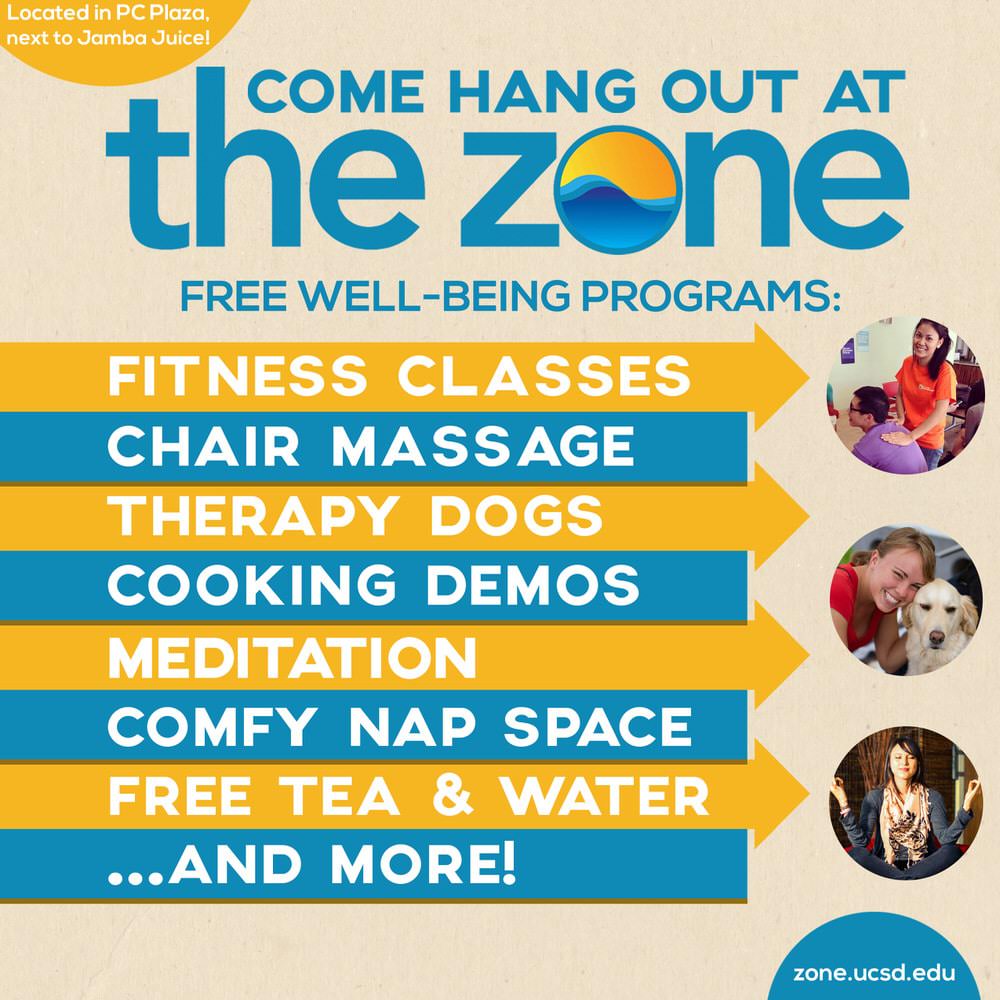 Located in PC Plaza,
next to Jamba Juice!
COME HANG OUT AT
the zone
FREE WELL-BEING PROGRAMS:
FITNESS CLASSES
CHAIR MASSAGE
THERAPY DOGS
COOKING DEMOS
MEDITATION
COMFY NAP SPACE
FREE TEA & WATER
...AND MORE!
zone.ucsd.edu